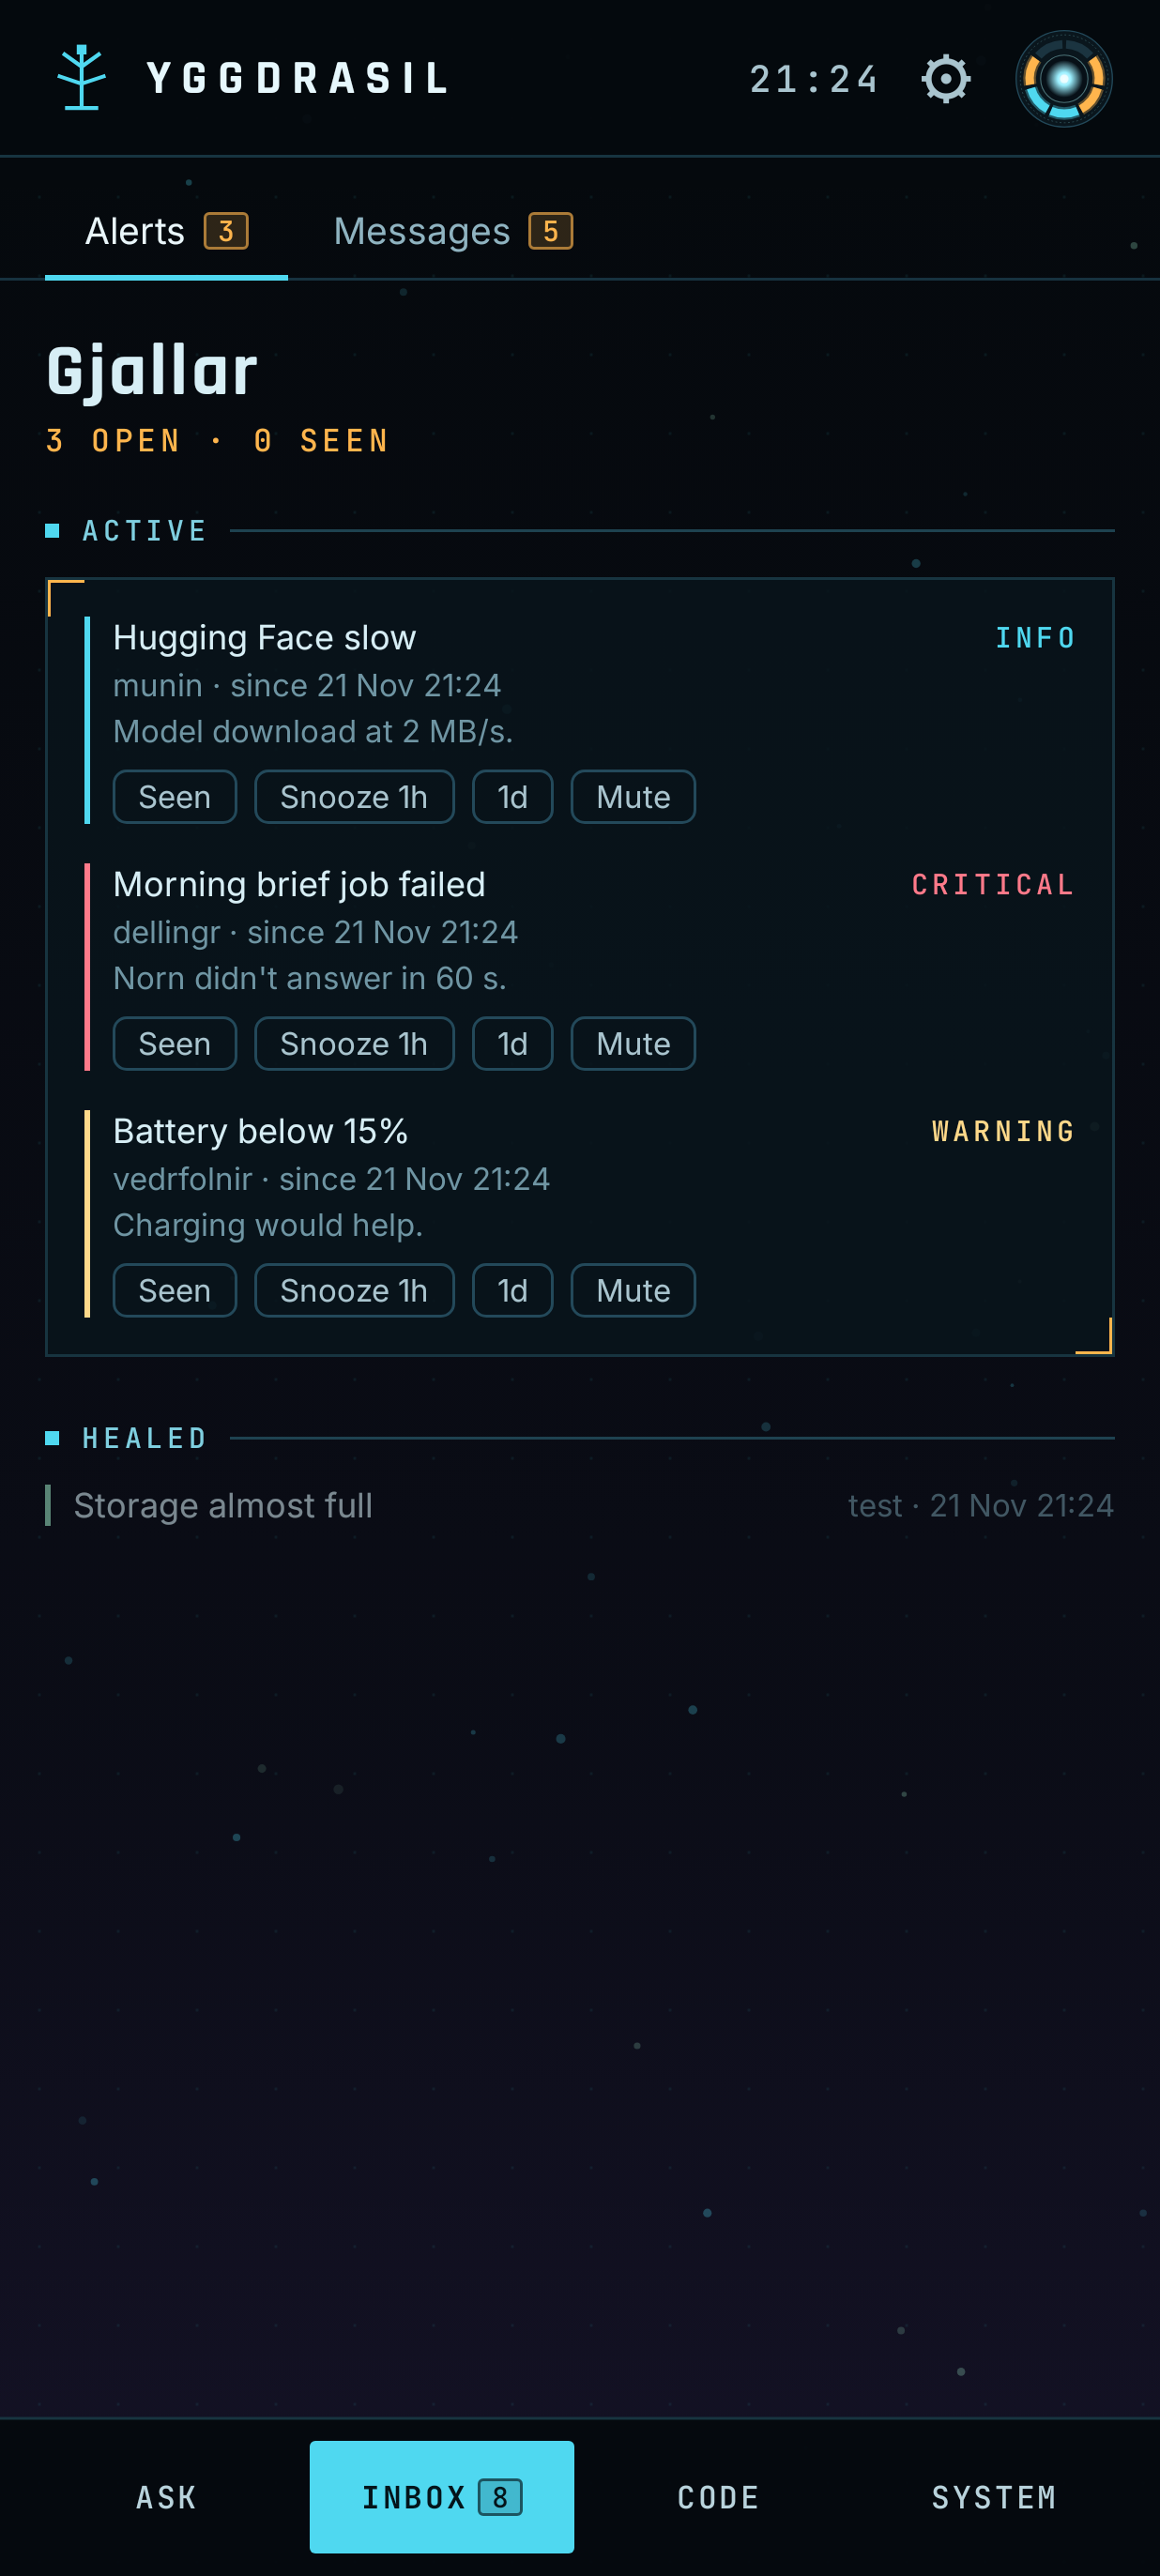 YGGDRASIL 21:24
Alerts 3 Messages 5
Gjallar
3 OPEN · 0 SEEN
ACTIVE
Hugging Face slow INFO
munin · since 21 Nov 21:24
Model download at 2 MB/s.
Seen Snooze 1h 1d Mute
Morning brief job failed CRITICAL
dellingr · since 21 Nov 21:24
Norn didn't answer in 60 s.
Seen Snooze 1h 1d Mute
Battery below 15% WARNING
vedrfolnir · since 21 Nov 21:24
Charging would help.
Seen Snooze 1h 1d Mute
HEALED
Storage almost full test · 21 Nov 21:24
ASK INBOX 8 CODE SYSTEM